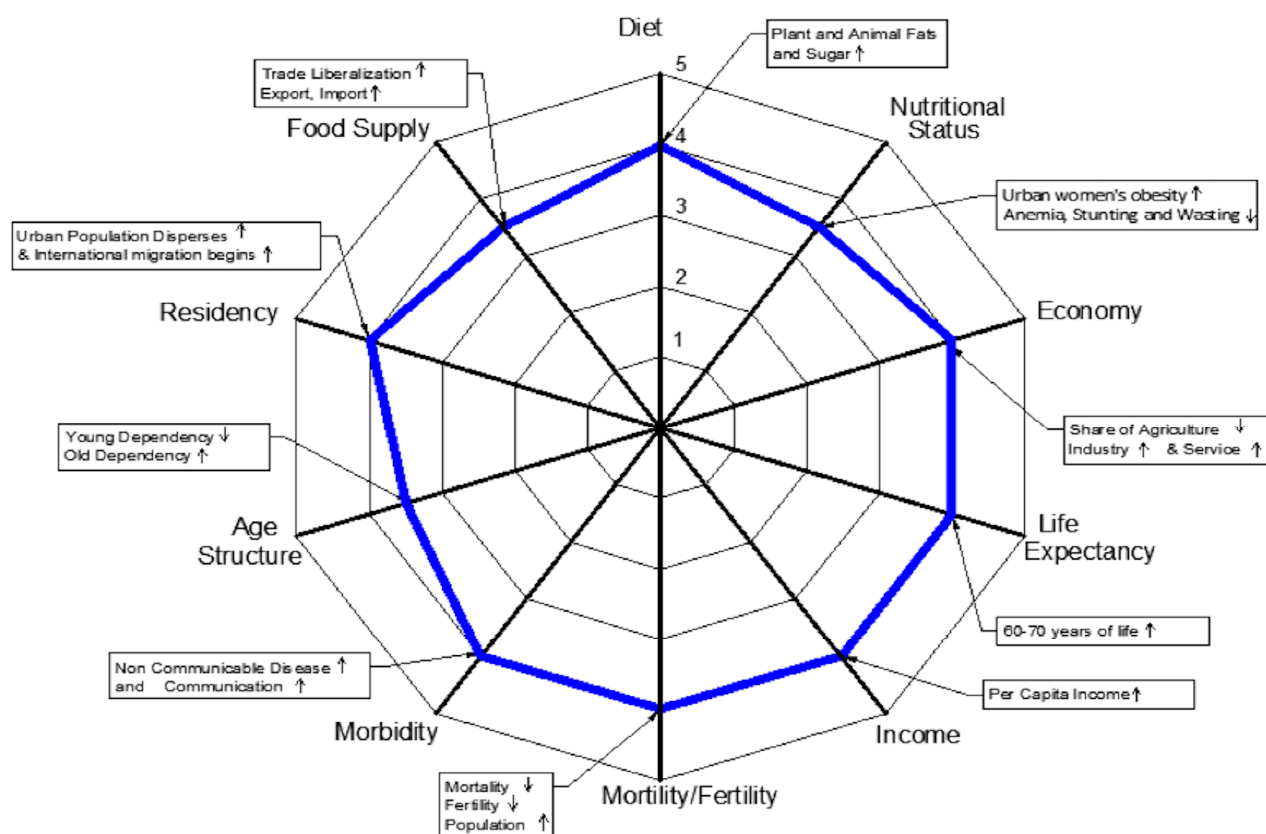 Diet
Plant and Animal Fats
and Sugar ↑
Trade Liberalization ↑
Export, Import ↑
5
Nutritional
Status
Food Supply
4
Urban women's obesity ↑
Anemia, Stunting and Wasting ↓
3
Urban Population Disperses ↑
& International migration begins ↑
2
Residency
Economy
1
Young Dependency ↓
Old Dependency ↑
Share of Agriculture ↓
Industry ↑ & Service ↑
Age
Structure
Life
Expectancy
60-70 years of life ↑
Non Communicable Disease ↑
and Communication ↑
Per Capita Income ↑
Morbidity
Income
Mortality ↓
Fertility ↓
Population ↑
Mortility/Fertility